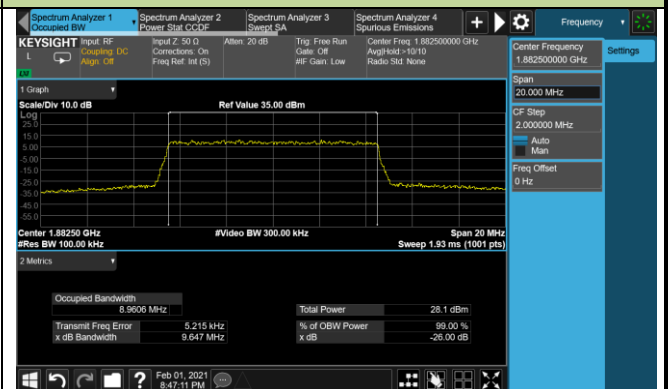 Spectrum Analyzer 1
Occupied BW
Spectrum Analyzer 2
Power Stat CCDF
Spectrum Analyzer 3
Swept SA
Spectrum Analyzer 4
Spurious Emissions
Frequency
KEYSIGHT
L
Input: RF
Coupling: DC
Align: Off
Input Z: 50 Ω
Corrections: On
Freq Ref: Int (S)
Atten: 20 dB
Trig: Free Run
Gate: Off
#IF Gain: Low
Center Freq: 1.882500000 GHz
Avg|Hold:>10/10
Radio Std: None
Center Frequency
1.882500000 GHz
Settings
Span
20.000 MHz
CF Step
2.000000 MHz
Auto
Man
Freq Offset
0 Hz
1 Graph
Scale/Div 10.0 dB
Ref Value 35.00 dBm
Log
25.0
15.0
5.00
-5.00
-15.0
-25.0
-35.0
-45.0
-55.0
Center 1.88250 GHz
#Video BW 300.00 kHz
Span 20 MHz
#Res BW 100.00 kHz
Sweep 1.93 ms (1001 pts)
2 Metrics
Occupied Bandwidth
8.9606 MHz
Total Power
28.1 dBm
Transmit Freq Error
5.215 kHz
% of OBW Power
99.00 %
x dB Bandwidth
9.647 MHz
x dB
-26.00 dB
Feb 01, 2021
8:47:11 PM